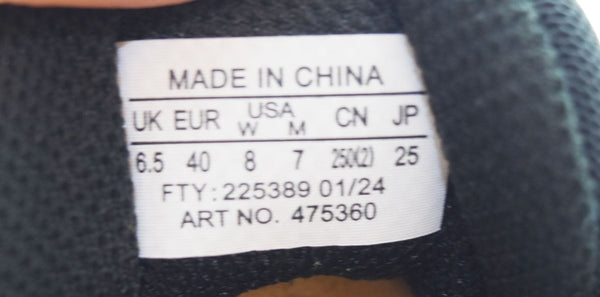 MADE IN CHINA
UK EUR USA CN JP
W M
6.5 40 8 7 250(2) 25
FTY: 225389 01/24
ART NO. 475360